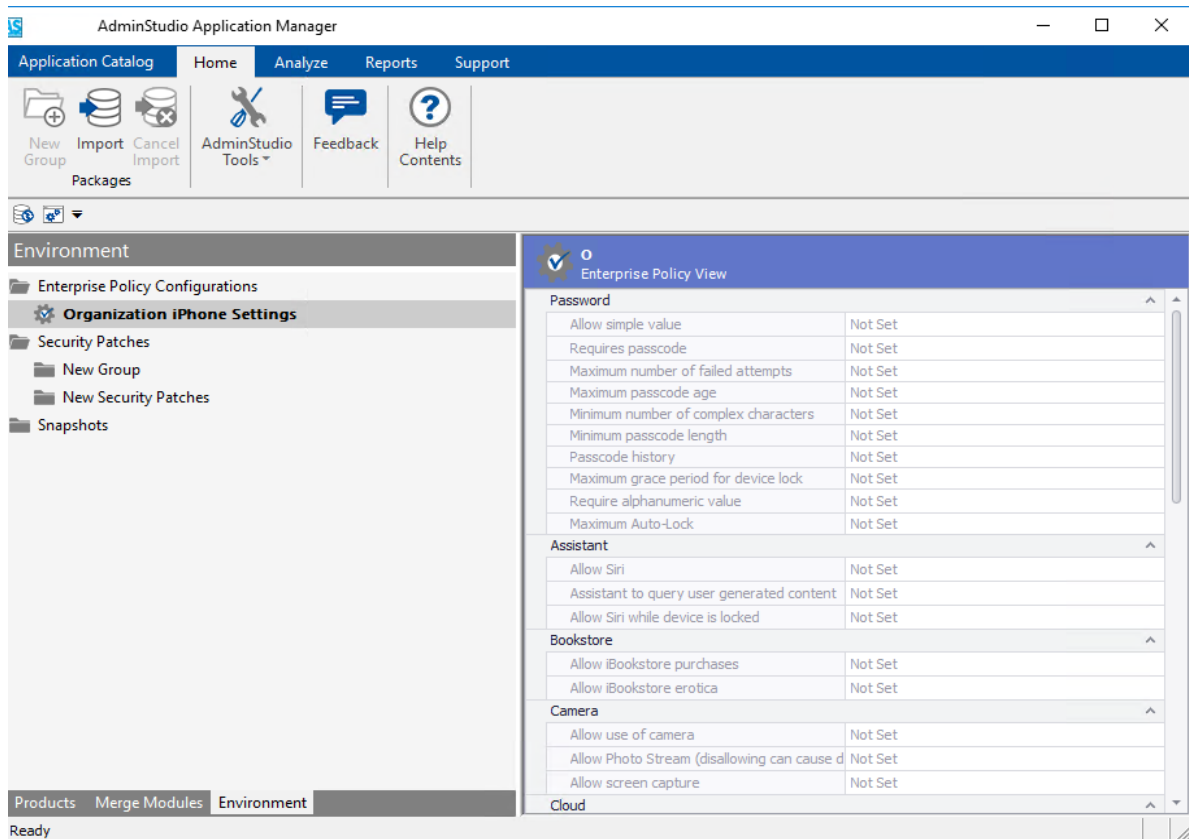 AS AdminStudio Application Manager
Application Catalog Home Analyze Reports Support
New Group Import Cancel Import AdminStudio Tools Feedback Help Contents
Packages
Environment
Enterprise Policy Configurations
Organization iPhone Settings
Security Patches
New Group
New Security Patches
Snapshots
Products Merge Modules Environment
Ready
O
Enterprise Policy View
Password
Allow simple value Not Set
Requires passcode Not Set
Maximum number of failed attempts Not Set
Maximum passcode age Not Set
Minimum number of complex characters Not Set
Minimum passcode length Not Set
Passcode history Not Set
Maximum grace period for device lock Not Set
Require alphanumeric value Not Set
Maximum Auto-Lock Not Set
Assistant
Allow Siri Not Set
Assistant to query user generated content Not Set
Allow Siri while device is locked Not Set
Bookstore
Allow iBookstore purchases Not Set
Allow iBookstore erotica Not Set
Camera
Allow use of camera Not Set
Allow Photo Stream (disallowing can cause d Not Set
Allow screen capture Not Set
Cloud